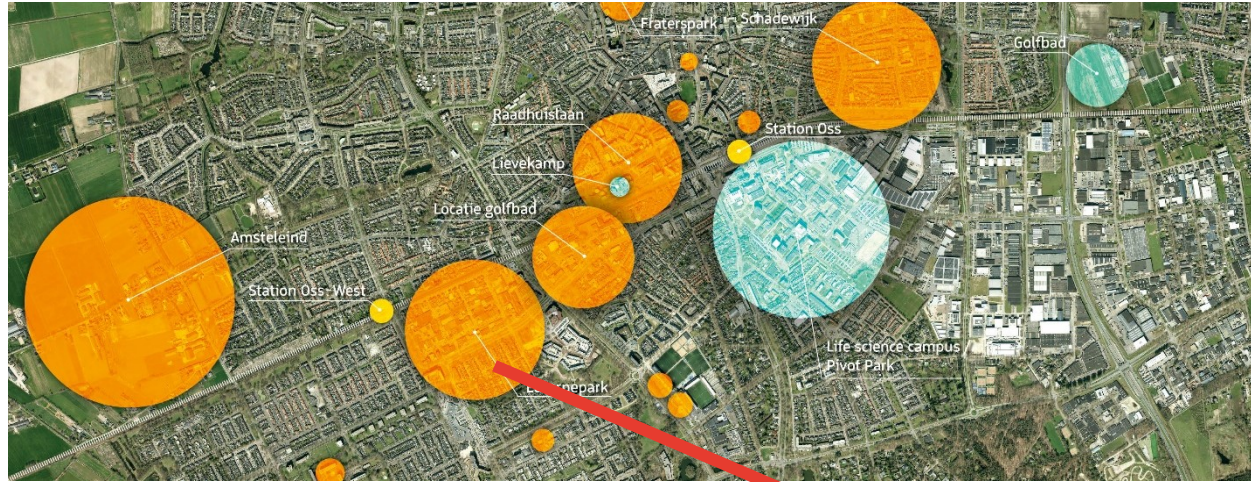 Fraterspark
Schadewijk
Golfbad
Raadhuislaan
Station Oss
Lievekamp
Locatie golfbad
Amsteleind
Station Oss-West
Life science campus /
Pivot Park